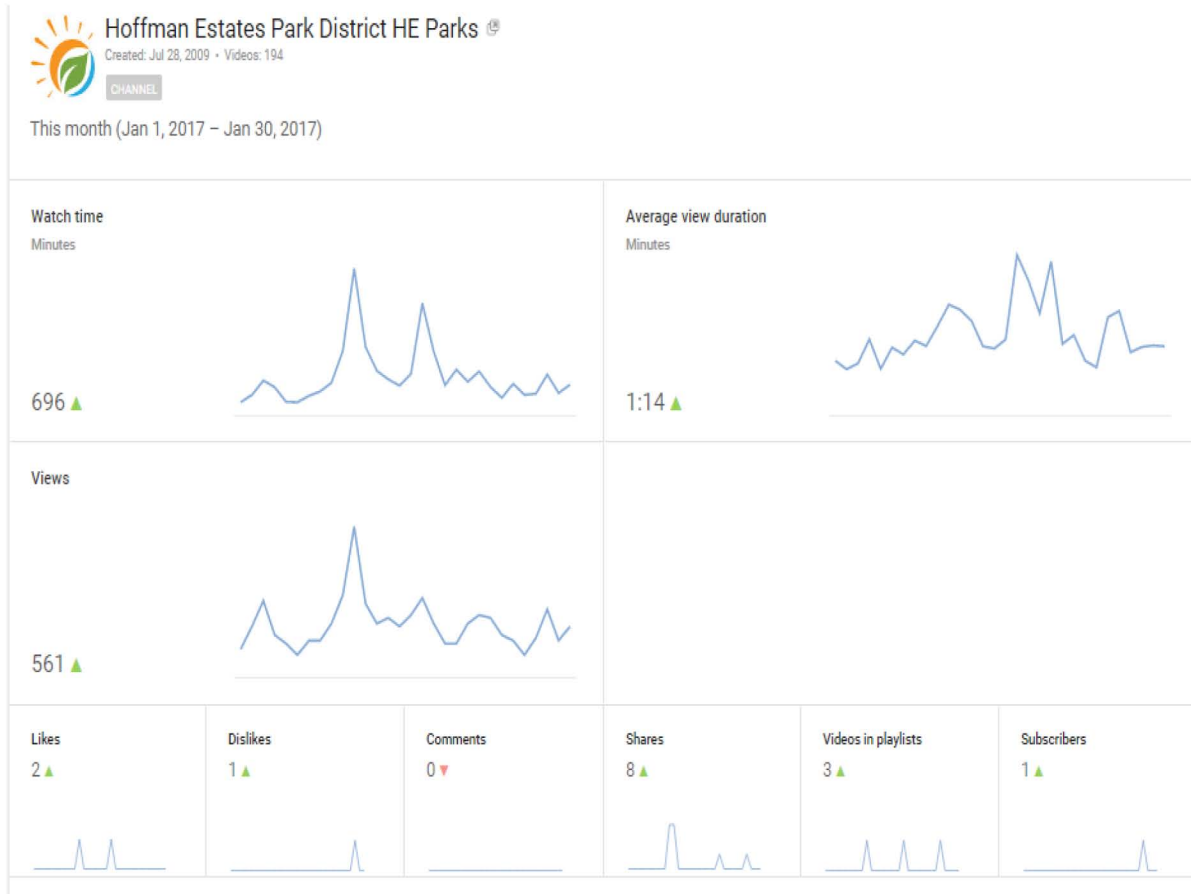 Hoffman Estates Park District HE Parks
Created: Jul 28, 2009 • Videos: 194
CHANNEL
This month (Jan 1, 2017 – Jan 30, 2017)
Watch time
Minutes
696
Average view duration
Minutes
1:14
Views
561
Likes
2
Dislikes
1
Comments
0
Shares
8
Videos in playlists
3
Subscribers
1